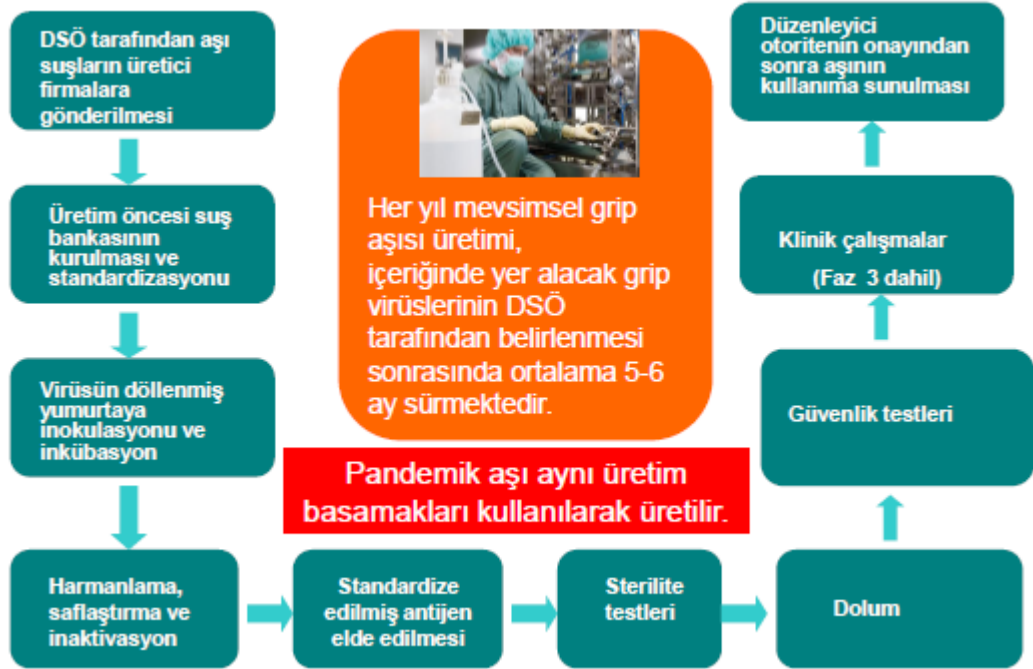 DSÖ tarafından aşı
suşların üretici
firmalara
gönderilmesi
Üretim öncesi suş
bankasının
kurulması ve
standardizasyonu
Virüsün döllenmiş
yumurtaya
inokulasyonu ve
inkübasyon
Harmanlama,
saflaştırma ve
inaktivasyon
Standardize
edilmiş antijen
elde edilmesi
Sterilite
testleri
Dolum
Güvenlik testleri
Klinik çalışmalar
(Faz 3 dahil)
Düzenleyici
otoritenin onayından
sonra aşının
kullanıma sunulması
Her yıl mevsimsel grip
aşısı üretimi,
içeriğinde yer alacak grip
virüslerinin DSÖ
tarafından belirlenmesi
sonrasında ortalama 5-6
ay sürmektedir.
Pandemik aşı aynı üretim
basamakları kullanılarak üretilir.